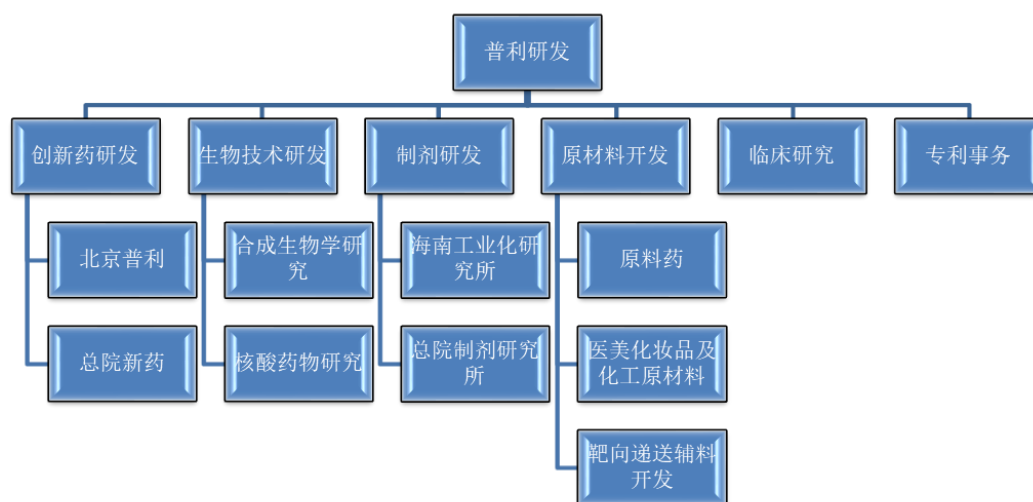 普利研发
创新药研发
生物技术研发
制剂研发
原材料开发
临床研究
专利事务
北京普利
合成生物学研
究
海南工业化研
究所
原料药
总院新药
核酸药物研究
总院制剂研究
所
医美化妆品及
化工原材料
靶向递送辅料
开发